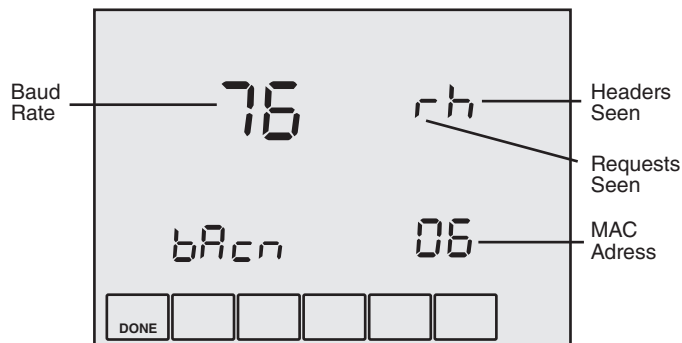 Baud
Rate
76
rh
Headers
Seen
Requests
Seen
bAcn
06
MAC
Adress
DONE